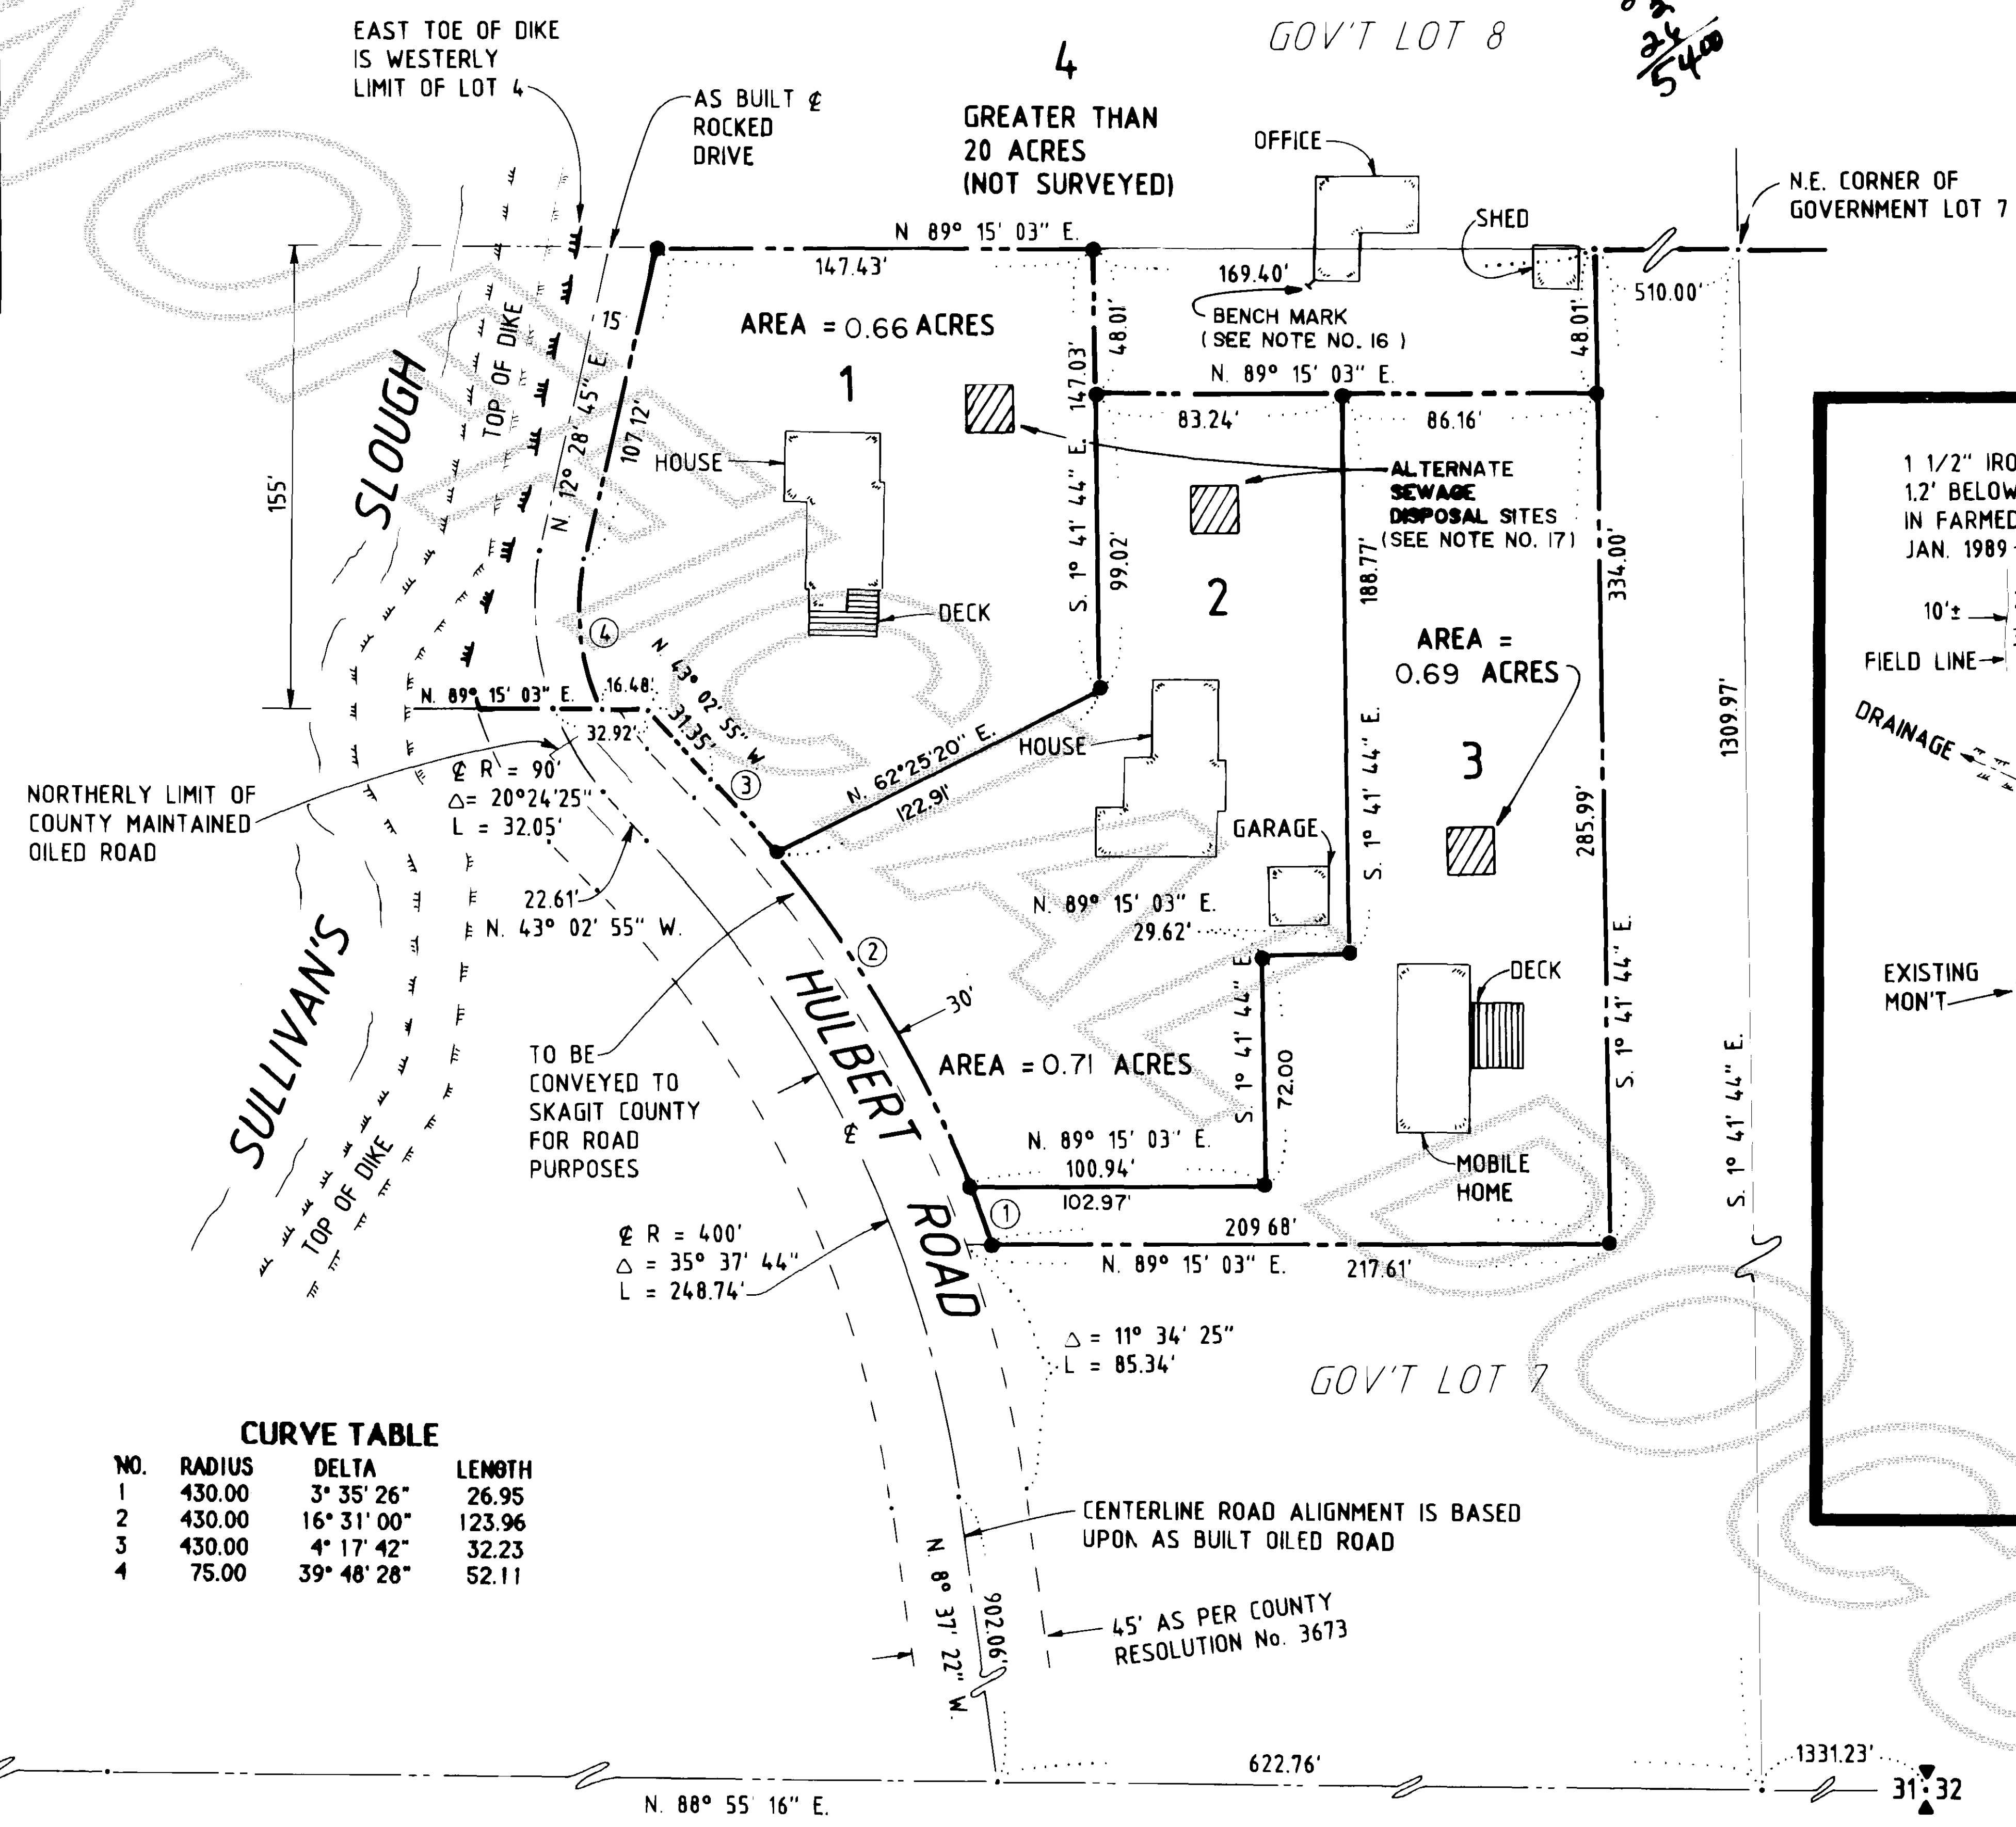 EAST TOE OF DIKE
IS WESTERLY
LIMIT OF LOT 4
AS BUILT ℄
ROCKED
DRIVE
4
GREATER THAN
20 ACRES
(NOT SURVEYED)
GOV'T LOT 8
24
5400
OFFICE
SHED
N.E. CORNER OF
GOVERNMENT LOT 7
N 89° 15' 03" E.
147.43'
169.40'
510.00'
BENCH MARK
(SEE NOTE NO. 16 )
48.01'
48.01'
147.03'
15
AREA = 0.66 ACRES
1
N. 89° 15' 03" E.
83.24'
86.16'
155'
SLOUGH
TOP OF DIKE
N. 12° 28' 45" E.
107.12'
HOUSE
DECK
S. 1° 41' 44" E.
99.02'
ALTERNATE
SEWAGE
DISPOSAL SITES
(SEE NOTE NO. 17)
2
188.77'
334.00'
AREA =
0.69 ACRES
1 1/2" IRO
1.2' BELOW
IN FARMED
JAN. 1989
10'±
FIELD LINE
DRAINAGE
EXISTING
MON'T
4
N 43° 02' 55" W
31.35'
16.48'
N. 89° 15' 03" E.
32.92'
3
N. 62°25'20" E.
122.91'
HOUSE
S. 1° 41' 44" E.
3
1309.97'
NORTHERLY LIMIT OF
COUNTY MAINTAINED
OILED ROAD
℄ R = 90'
△= 20°24'25"
L = 32.05'
GARAGE
285.99'
22.61'
N. 43° 02' 55" W.
N. 89° 15' 03" E.
29.62'
2
SULLIVAN'S
TOP OF DIKE
HULBERT
ROAD
30'
℄
DECK
S. 1° 41' 44" E.
S. 1° 41' 44" E.
72.00
S. 1° 41' 44" E.
TO BE
CONVEYED TO
SKAGIT COUNTY
FOR ROAD
PURPOSES
AREA = 0.71 ACRES
N. 89° 15' 03" E.
100.94'
102.97'
MOBILE
HOME
1
209 68'
N. 89° 15' 03" E.
217.61'
℄ R = 400'
△ = 35° 37' 44"
L = 248.74'
△ = 11° 34' 25"
L = 85.34'
GOV'T LOT 7
CURVE TABLE
NO. RADIUS DELTA LENGTH
1 430.00 3° 35' 26" 26.95
2 430.00 16° 31' 00" 123.96
3 430.00 4° 17' 42" 32.23
4 75.00 39° 48' 28" 52.11
CENTERLINE ROAD ALIGNMENT IS BASED
UPON AS BUILT OILED ROAD
N. 8° 37' 22" W.
902.06'
45' AS PER COUNTY
RESOLUTION No. 3673
622.76'
1331.23'
31 32
N. 88° 55' 16" E.
UNOFFICIAL DOC